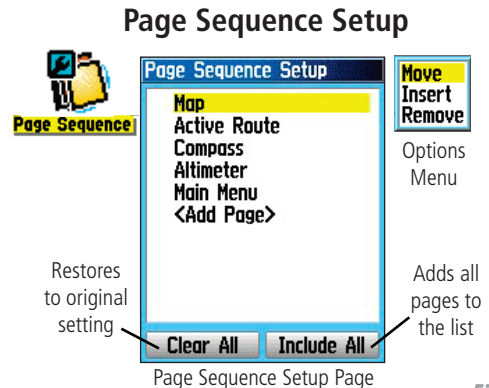 Page Sequence Setup
Page Sequence
Page Sequence Setup
Map
Active Route
Compass
Altimeter
Main Menu
<Add Page>
Clear All
Include All
Move
Insert
Remove
Options
Menu
Restores
to original
setting
Adds all
pages to
the list
Page Sequence Setup Page